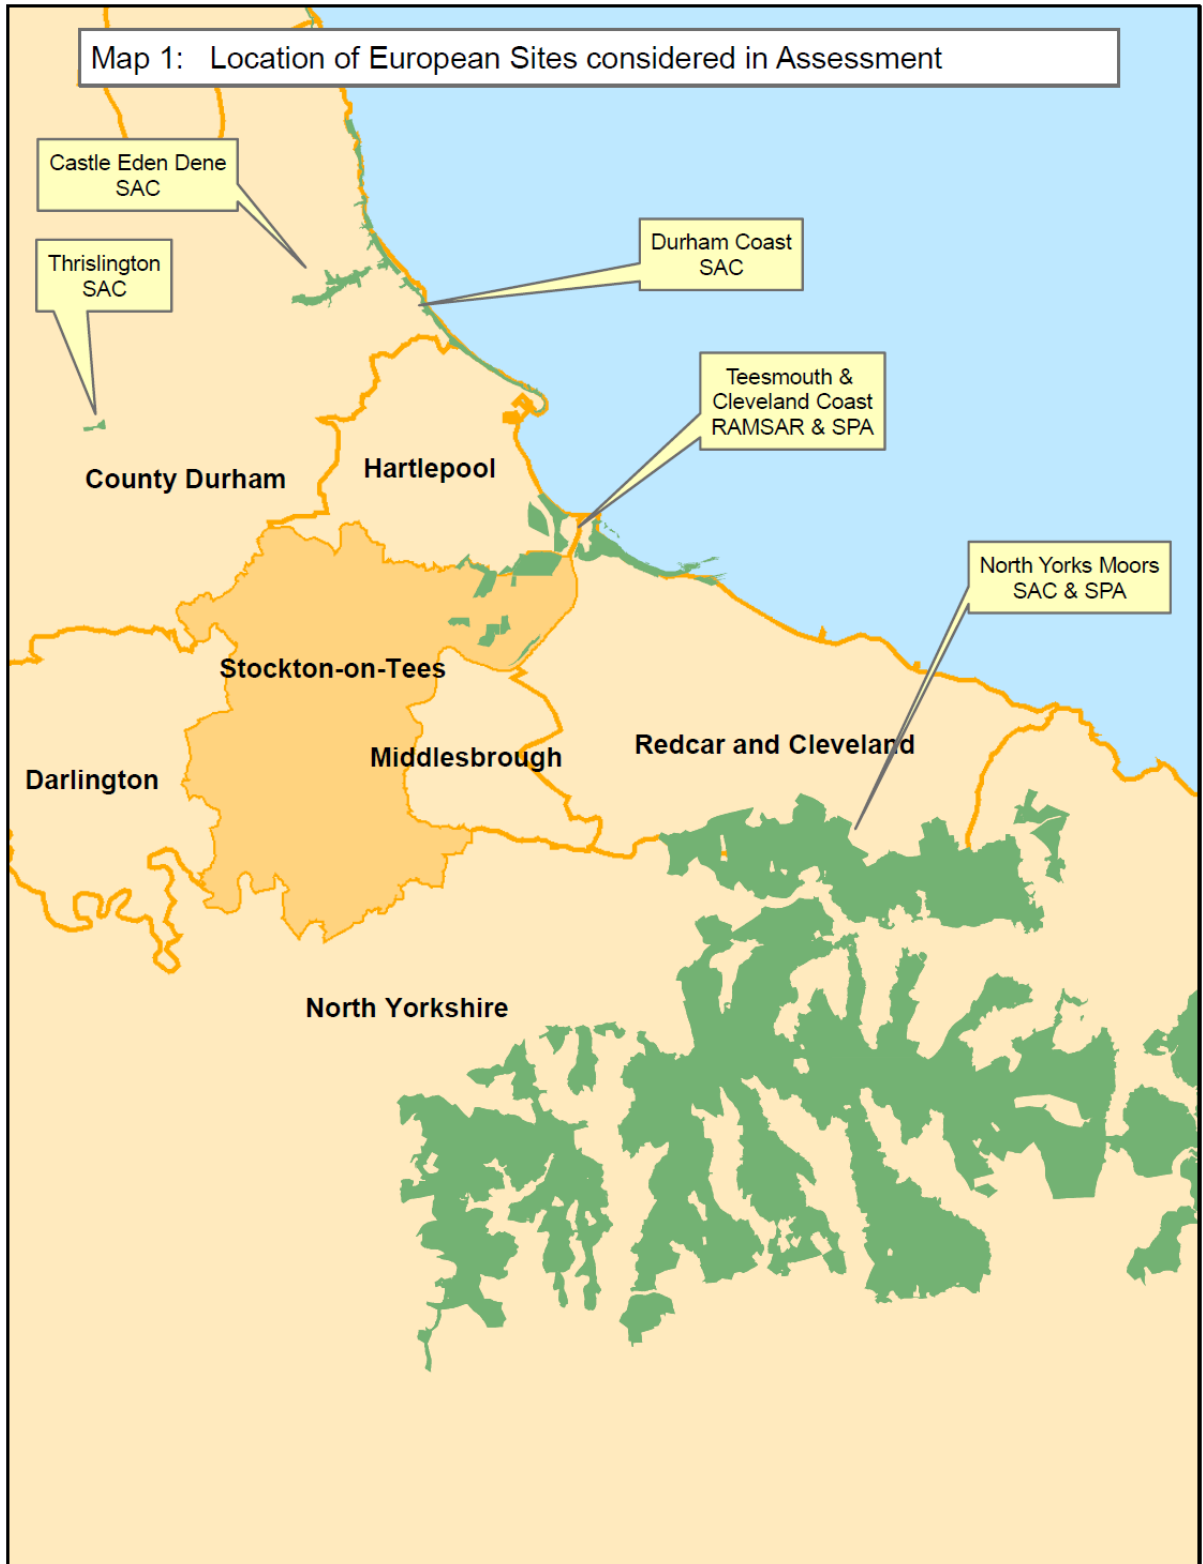 Map 1: Location of European Sites considered in Assessment
Castle Eden Dene
SAC
Thrislington
SAC
Durham Coast
SAC
Teesmouth &
Cleveland Coast
RAMSAR & SPA
County Durham
Hartlepool
North Yorks Moors
SAC & SPA
Stockton-on-Tees
Darlington
Middlesbrough
Redcar and Cleveland
North Yorkshire